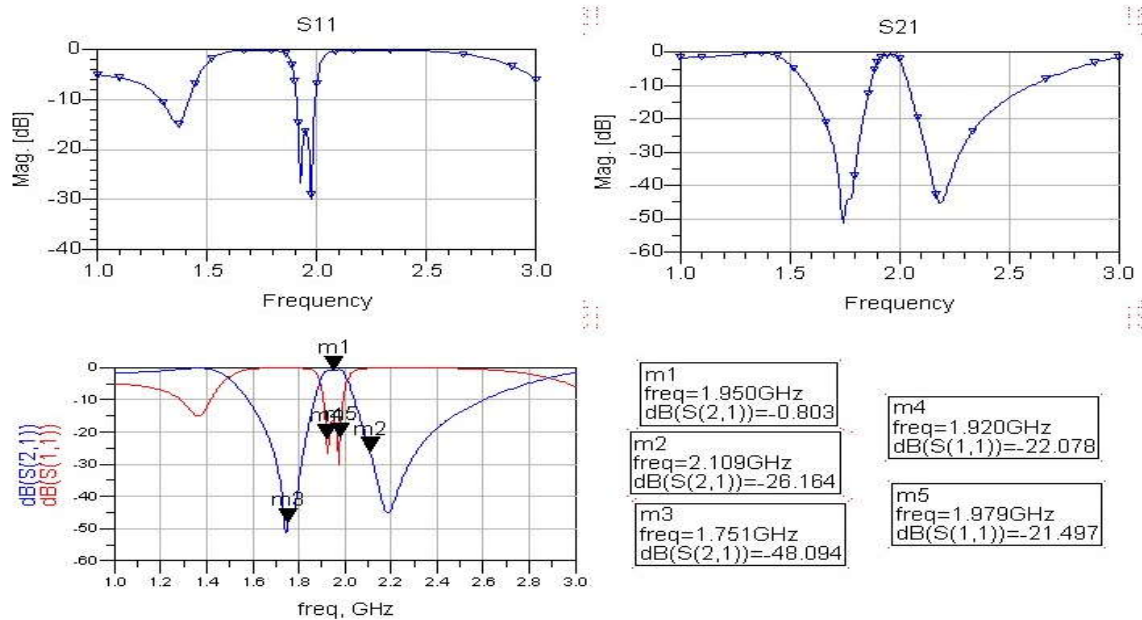 S11
Mag. [dB]
0
-10
-20
-30
-40
1.0 1.5 2.0 2.5 3.0
Frequency
S21
Mag. [dB]
0
-10
-20
-30
-40
-50
-60
1.0 1.5 2.0 2.5 3.0
Frequency
dB(S(2,1))
dB(S(1,1))
0
-10
-20
-30
-40
-50
-60
m1
m4
m5
m2
m3
1.0 1.2 1.4 1.6 1.8 2.0 2.2 2.4 2.6 2.8 3.0
freq, GHz
m1
freq=1.950GHz
dB(S(2,1))=-0.803
m2
freq=2.109GHz
dB(S(2,1))=-26.164
m3
freq=1.751GHz
dB(S(2,1))=-48.094
m4
freq=1.920GHz
dB(S(1,1))=-22.078
m5
freq=1.979GHz
dB(S(1,1))=-21.497